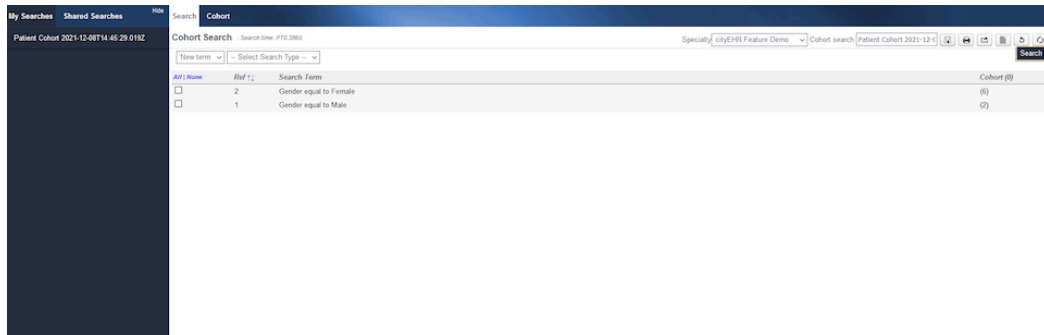 My Searches Shared Searches Hide Search Cohort
Patient Cohort 2021-12-08T14:45:29.019Z
Cohort Search Search time: PT0.386S Specialty cityEHR Feature Demo Cohort search Patient Cohort 2021-12-0
New term -- Select Search Type -- Search
All | None Ref ↑↓ Search Term Cohort (0)
2 Gender equal to Female (6)
1 Gender equal to Male (2)